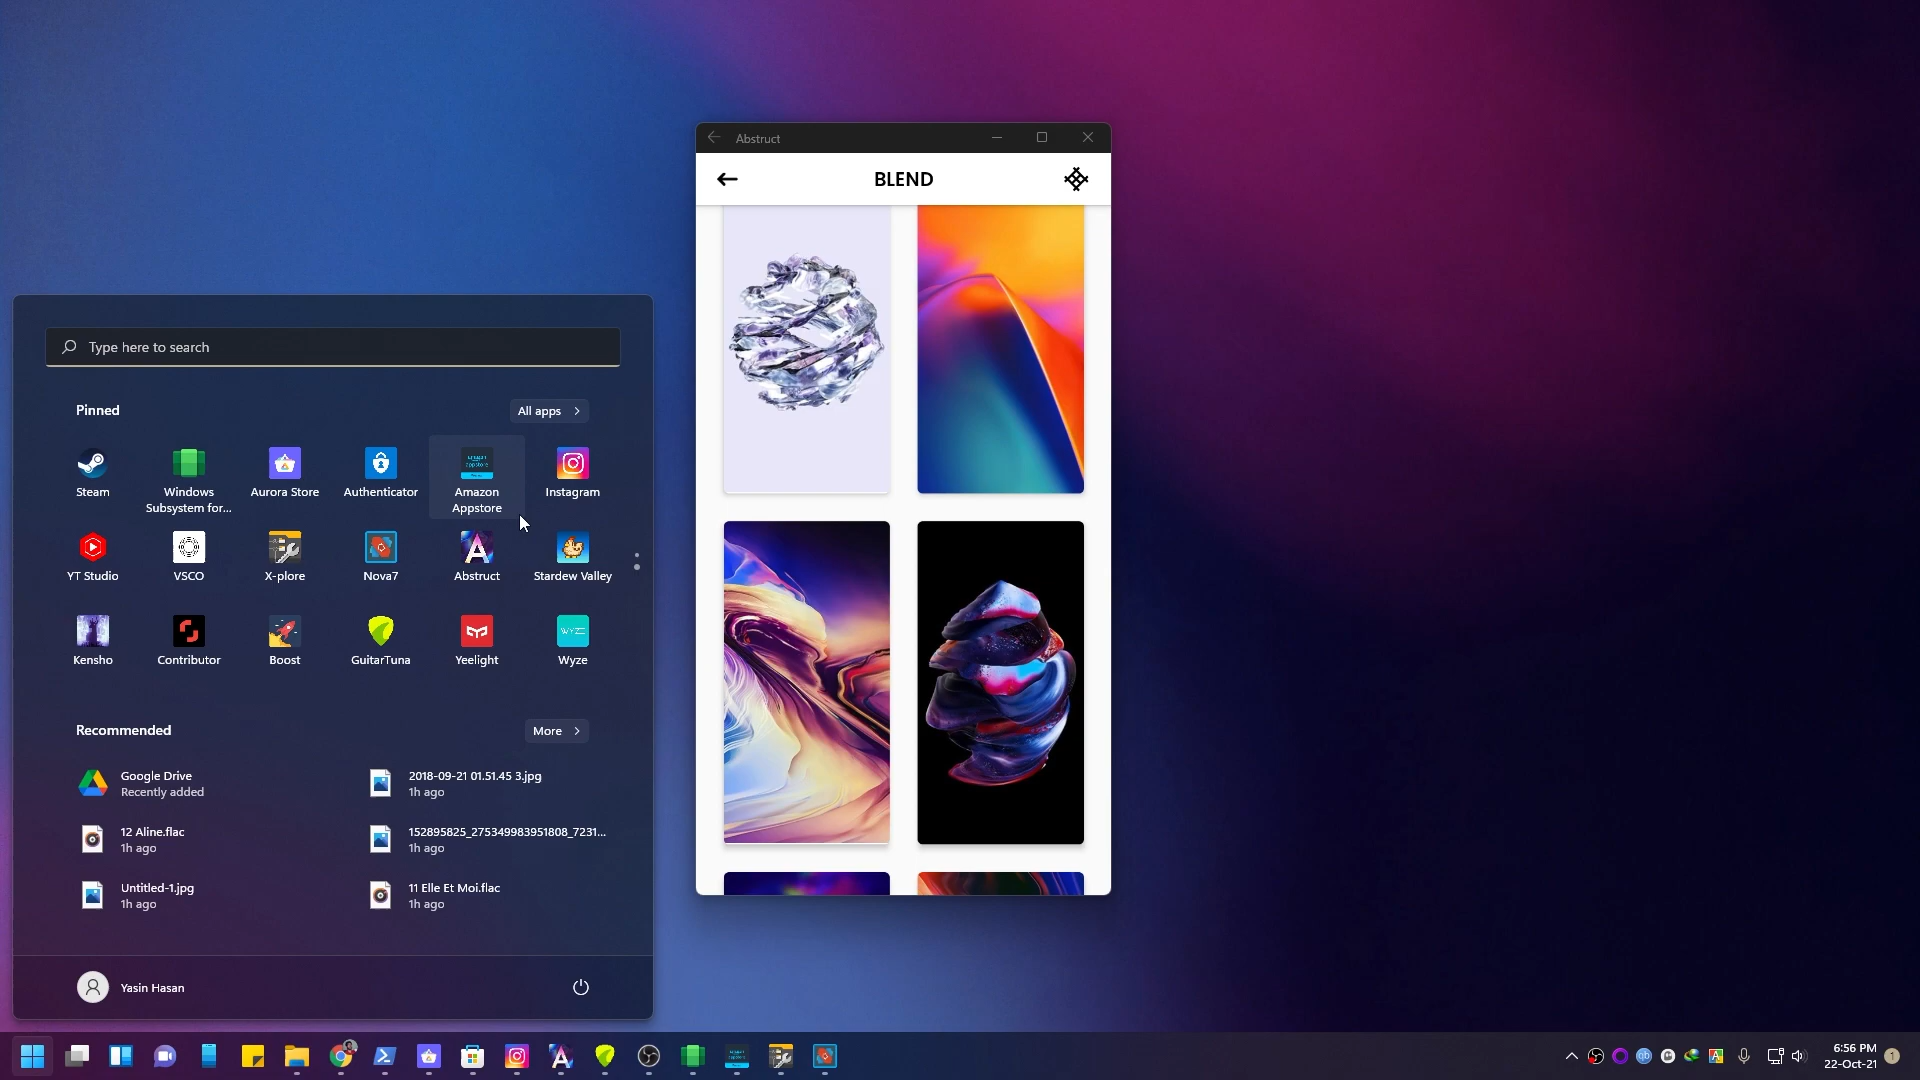 Abstruct
BLEND
Type here to search
Pinned
All apps
Steam
Windows
Subsystem for...
Aurora Store
Authenticator
Amazon
Appstore
Instagram
YT Studio
VSCO
X-plore
Nova7
Abstruct
Stardew Valley
Kensho
Contributor
Boost
GuitarTuna
Yeelight
WYZE
Wyze
Recommended
More
Google Drive
Recently added
2018-09-21 01.51.45 3.jpg
1h ago
12 Aline.flac
1h ago
152895825_275349983951808_7231...
1h ago
Untitled-1.jpg
1h ago
11 Elle Et Moi.flac
1h ago
Yasin Hasan
6:56 PM
22-Oct-21
1